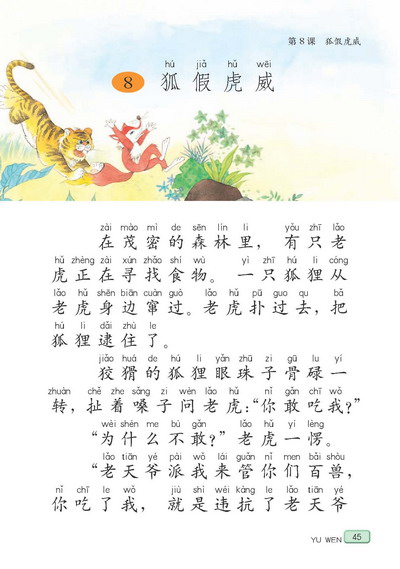 第8课 狐假虎威
hú jiǎ hǔ wēi
8 狐假虎威
zài mào mì de sēn lín lǐ yǒu zhī lǎo
在茂密的森林里，有只老
hǔ zhèng zài xún zhǎo shí wù yì zhī hú li cóng
虎正在寻找食物。一只狐狸从
lǎo hǔ shēn biān cuàn guò lǎo hǔ pū guo qu bǎ
老虎身边窜过。老虎扑过去，把
hú li dǎi zhù le
狐狸逮住了。
jiǎo huá de hú li yǎn zhū zi gū lu yí
狡猾的狐狸眼珠子骨碌一
zhuàn chě zhe sǎng zi wèn lǎo hǔ nǐ gǎn chī wǒ
转，扯着嗓子问老虎：“你敢吃我？”
wèi shén me bù gǎn lǎo hǔ yí lèng
“为什么不敢？”老虎一愣。
lǎo tiān yé pài wǒ lái guǎn nǐ men bǎi shòu
“老天爷派我来管你们百兽，
nǐ chī le wǒ jiù shì wéi kàng le lǎo tiān yé
你吃了我，就是违抗了老天爷
YU WEN 45